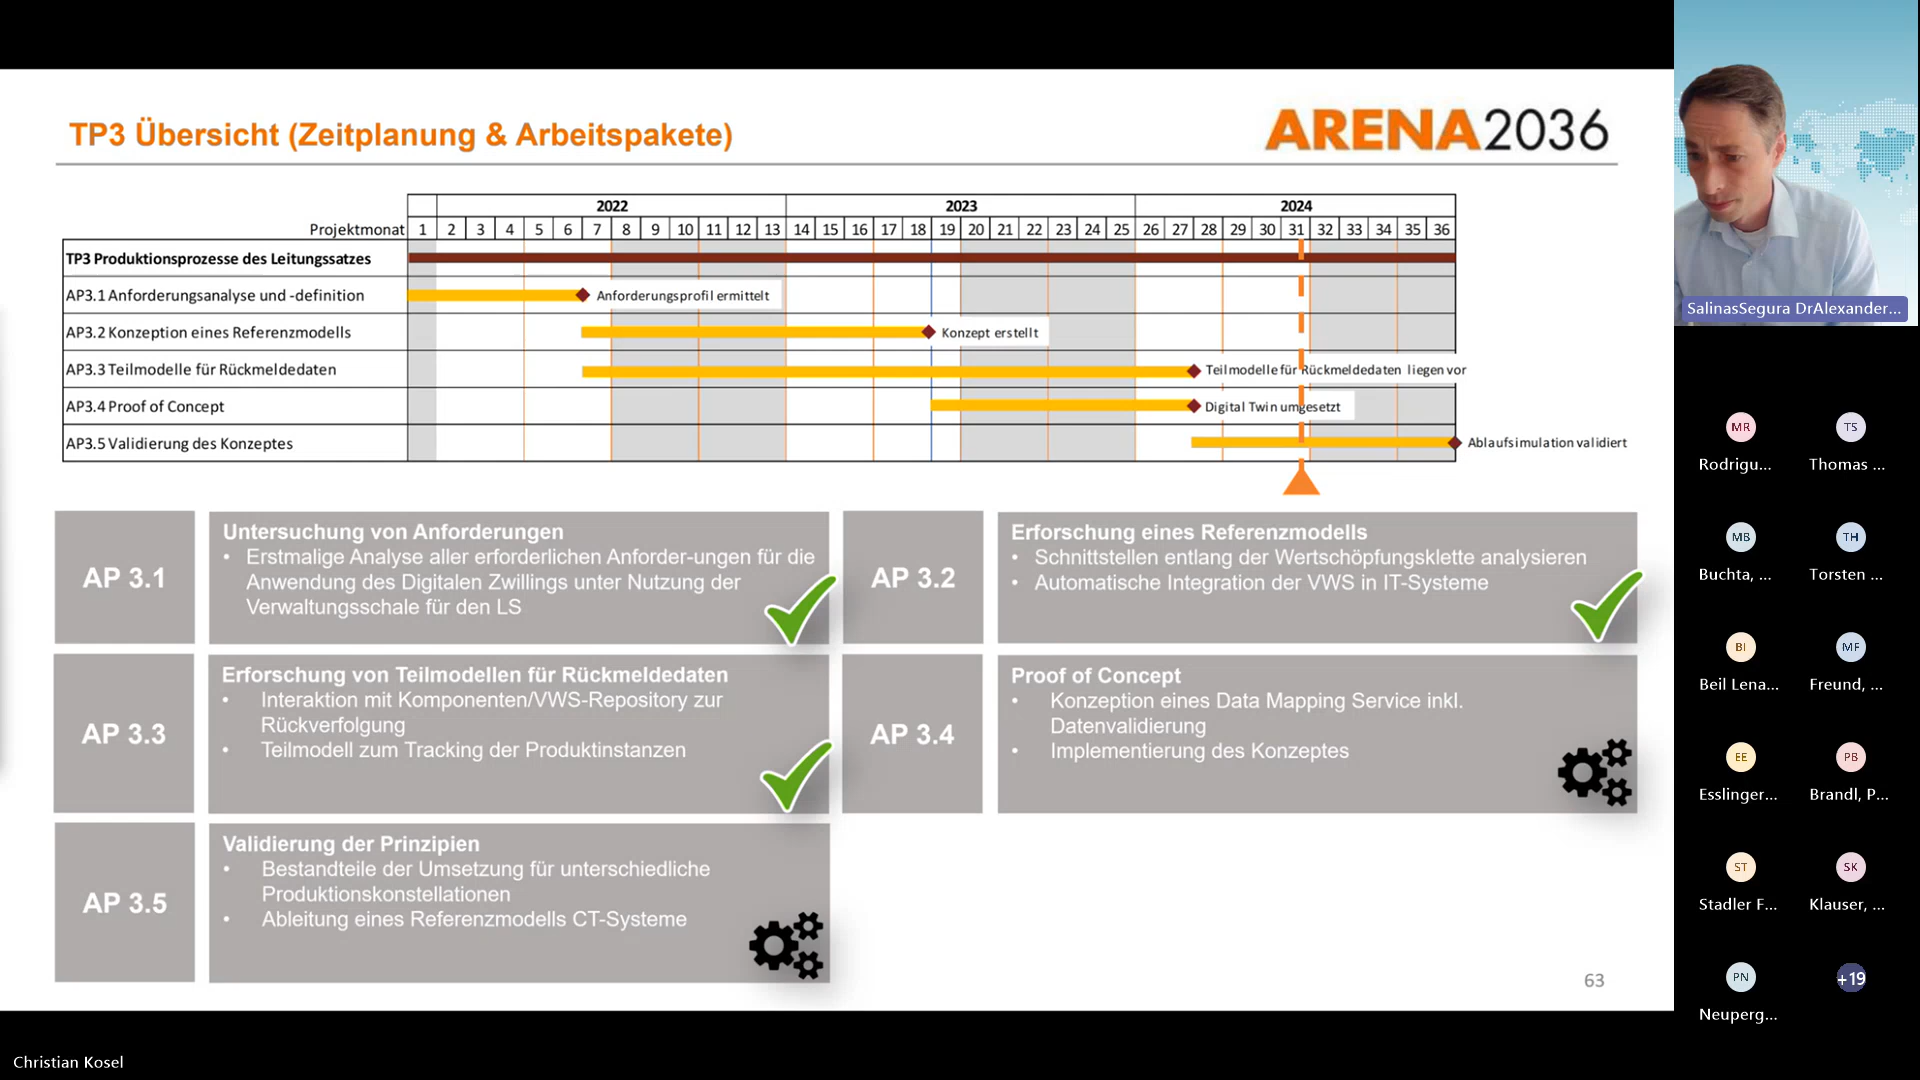 TP3 Übersicht (Zeitplanung & Arbeitspakete)
ARENA2036
2022 2023 2024
Projektmonat 1 2 3 4 5 6 7 8 9 10 11 12 13 14 15 16 17 18 19 20 21 22 23 24 25 26 27 28 29 30 31 32 33 34 35 36
TP3 Produktionsprozesse des Leitungssatzes
AP3.1 Anforderungsanalyse und -definition Anforderungsprofil ermittelt
AP3.2 Konzeption eines Referenzmodells Konzept erstellt
AP3.3 Teilmodelle für Rückmeldedaten Teilmodelle für Rückmeldedaten liegen vor
AP3.4 Proof of Concept Digital Twin umgesetzt
AP3.5 Validierung des Konzeptes Ablaufsimulation validiert
AP 3.1
Untersuchung von Anforderungen
• Erstmalige Analyse aller erforderlichen Anforder-ungen für die
Anwendung des Digitalen Zwillings unter Nutzung der
Verwaltungsschale für den LS
AP 3.2
Erforschung eines Referenzmodells
• Schnittstellen entlang der Wertschöpfungsklette analysieren
• Automatische Integration der VWS in IT-Systeme
AP 3.3
Erforschung von Teilmodellen für Rückmeldedaten
• Interaktion mit Komponenten/VWS-Repository zur
Rückverfolgung
• Teilmodell zum Tracking der Produktinstanzen
AP 3.4
Proof of Concept
• Konzeption eines Data Mapping Service inkl.
Datenvalidierung
• Implementierung des Konzeptes
AP 3.5
Validierung der Prinzipien
• Bestandteile der Umsetzung für unterschiedliche
Produktionskonstellationen
• Ableitung eines Referenzmodells CT-Systeme
63
Christian Kosel
SalinasSegura DrAlexander...
MR TS
Rodrigu... Thomas ...
MB TH
Buchta, ... Torsten ...
BI MF
Beil Lena... Freund, ...
EE PB
Esslinger... Brandl, P...
ST SK
Stadler F... Klauser, ...
PN +19
Neuperg...